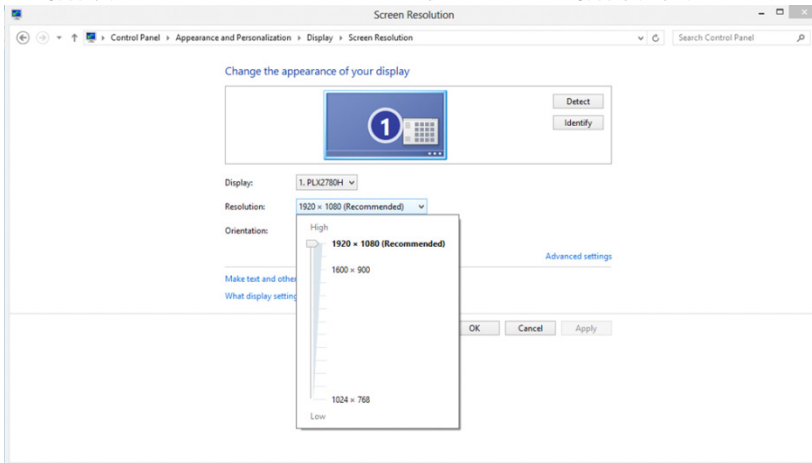 Screen Resolution
Control Panel Appearance and Personalization Display Screen Resolution
Search Control Panel
Change the appearance of your display
1
Detect
Identify
Display: 1. PLX2780H
Resolution: 1920 × 1080 (Recommended)
Orientation:
High
1920 × 1080 (Recommended)
1600 × 900
1024 × 768
Low
Advanced settings
Make text and other
What display setting
OK Cancel Apply